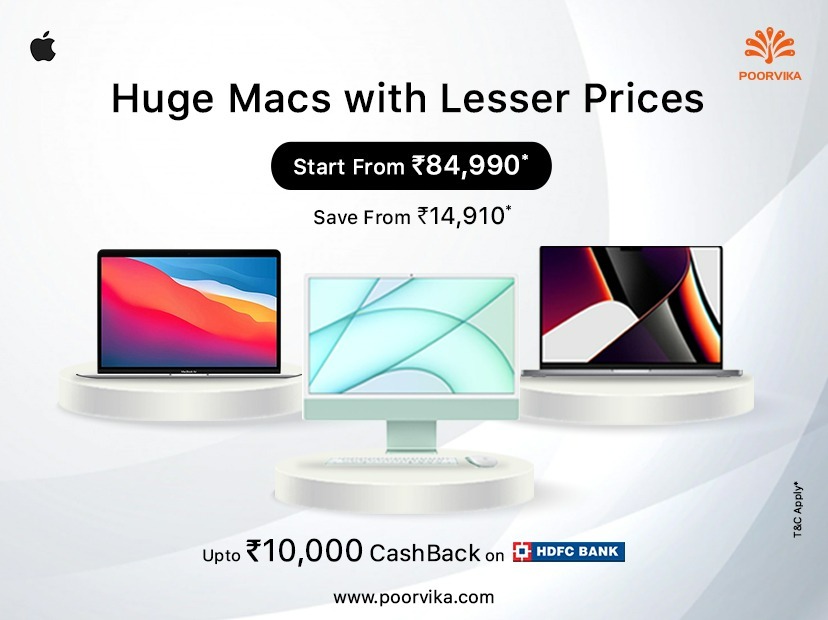 POORVIKA
Huge Macs with Lesser Prices
Start From ₹84,990*
Save From ₹14,910*
Upto ₹10,000 CashBack on HDFC BANK
www.poorvika.com
T&C Apply*